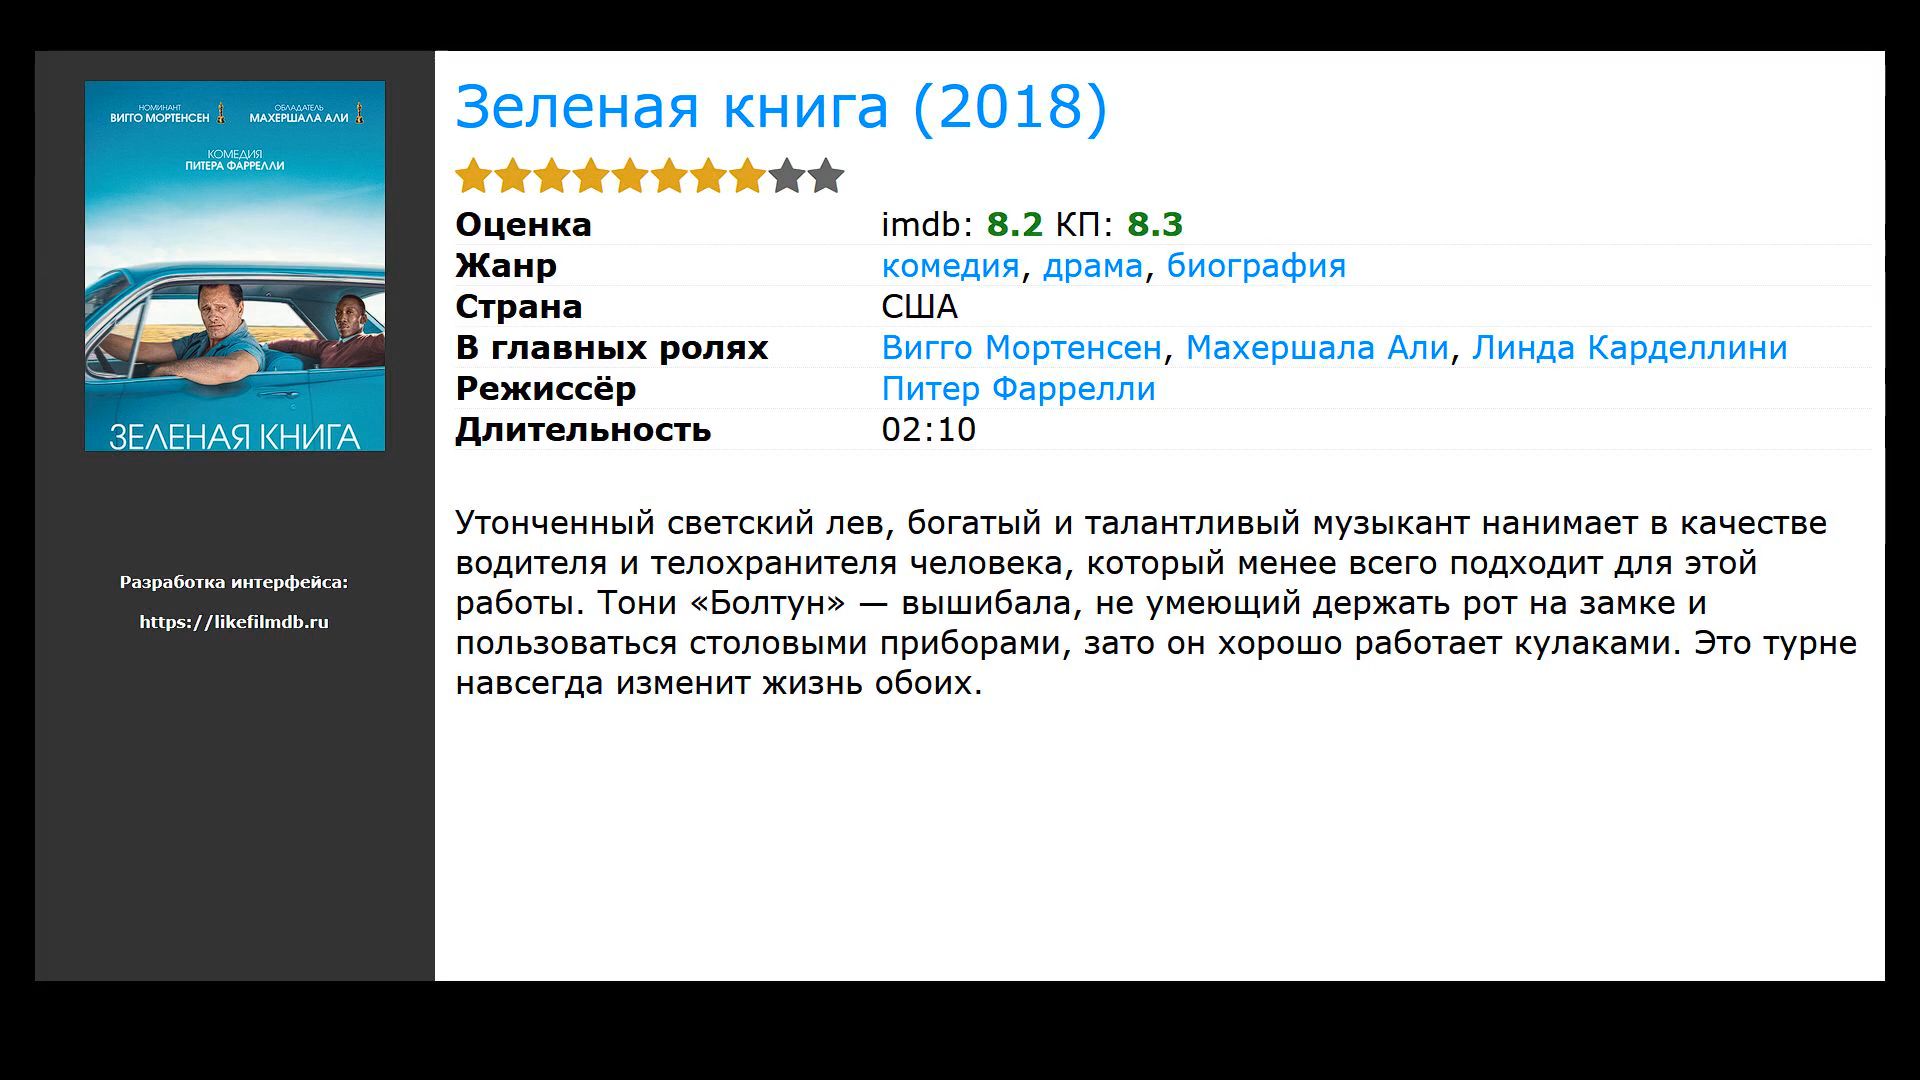 НОМИНАНТ
ВИГГО МОРТЕНСЕН
ОБЛАДАТЕЛЬ
МАХЕРШАЛА АЛИ
КОМЕДИЯ
ПИТЕРА ФАРРЕЛЛИ
ЗЕЛЕНАЯ КНИГА
Разработка интерфейса:
https://likefilmdb.ru
Зеленая книга (2018)
Оценка imdb: 8.2 КП: 8.3
Жанр комедия, драма, биография
Страна США
В главных ролях Вигго Мортенсен, Махершала Али, Линда Карделлини
Режиссёр Питер Фаррелли
Длительность 02:10
Утонченный светский лев, богатый и талантливый музыкант нанимает в качестве
водителя и телохранителя человека, который менее всего подходит для этой
работы. Тони «Болтун» — вышибала, не умеющий держать рот на замке и
пользоваться столовыми приборами, зато он хорошо работает кулаками. Это турне
навсегда изменит жизнь обоих.